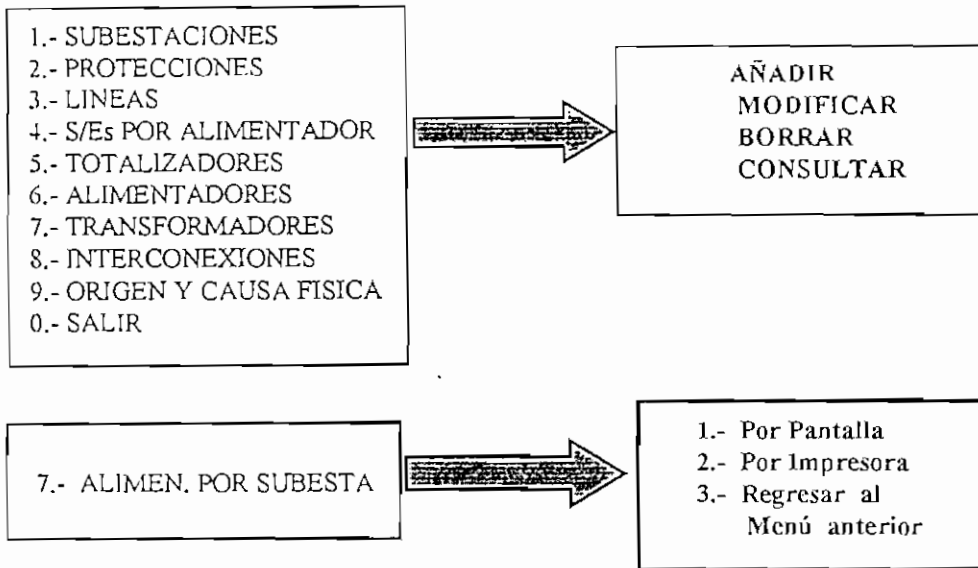 1.- SUBESTACIONES
2.- PROTECCIONES
3.- LINEAS
4.- S/Es POR ALIMENTADOR
5.- TOTALIZADORES
6.- ALIMENTADORES
7.- TRANSFORMADORES
8.- INTERCONEXIONES
9.- ORIGEN Y CAUSA FISICA
0.- SALIR
AÑADIR
MODIFICAR
BORRAR
CONSULTAR
7.- ALIMEN. POR SUBESTA
1.- Por Pantalla
2.- Por Impresora
3.- Regresar al
Menú anterior